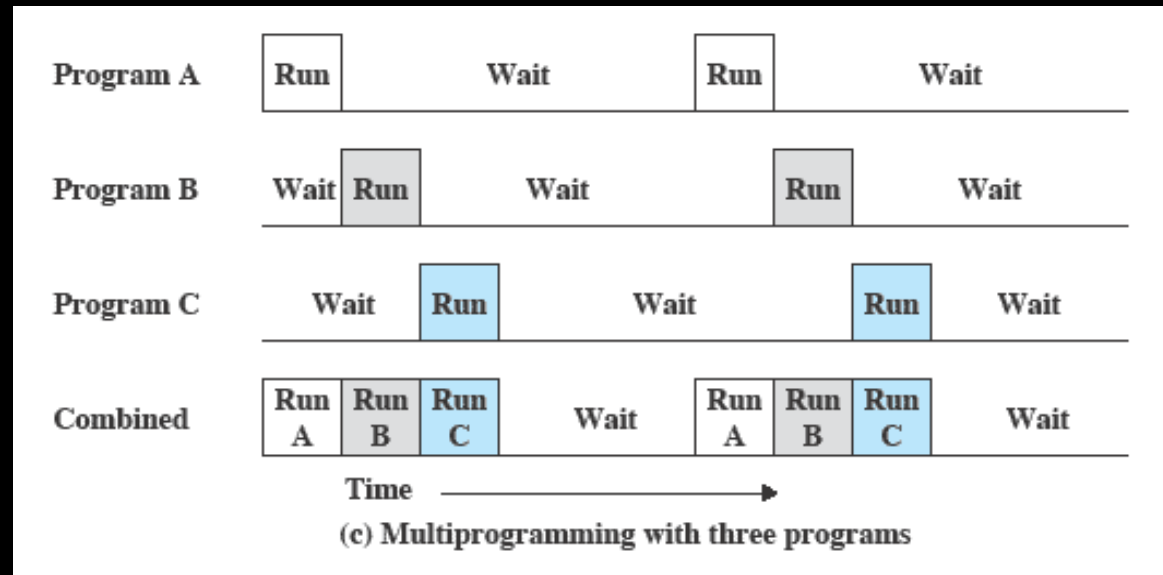 Program A Run Wait Run Wait
Program B Wait Run Wait Run Wait
Program C Wait Run Wait Run Wait
Combined Run A Run B Run C Wait Run A Run B Run C Wait
Time
(c) Multiprogramming with three programs